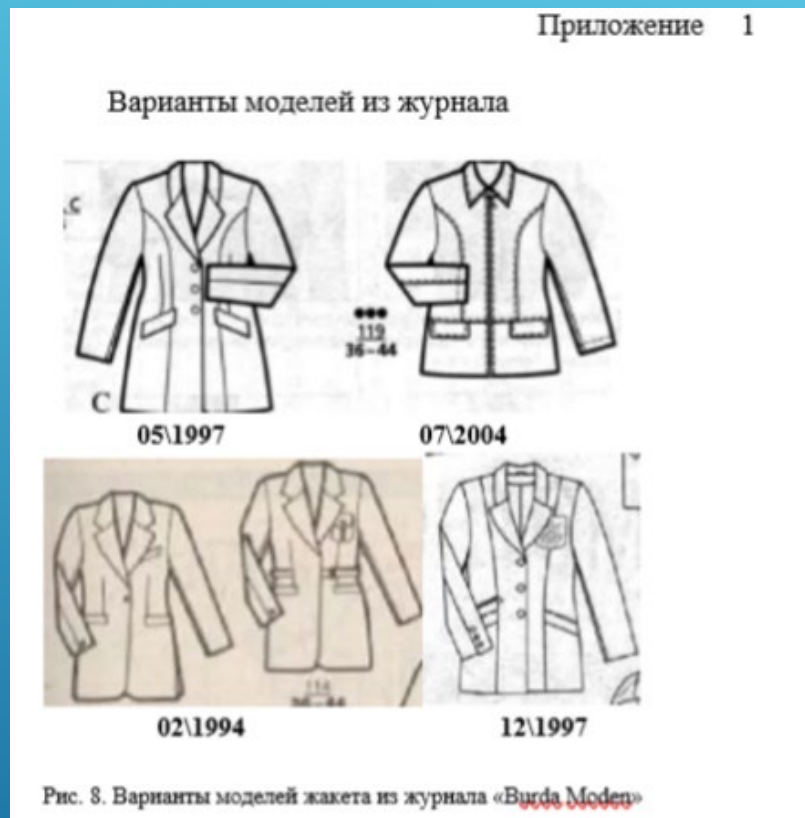 Приложение 1
Варианты моделей из журнала
C
C
119
36-44
05\1997
07\2004
02\1994
12\1997
Рис. 8. Варианты моделей жакета из журнала «Burda Moden»